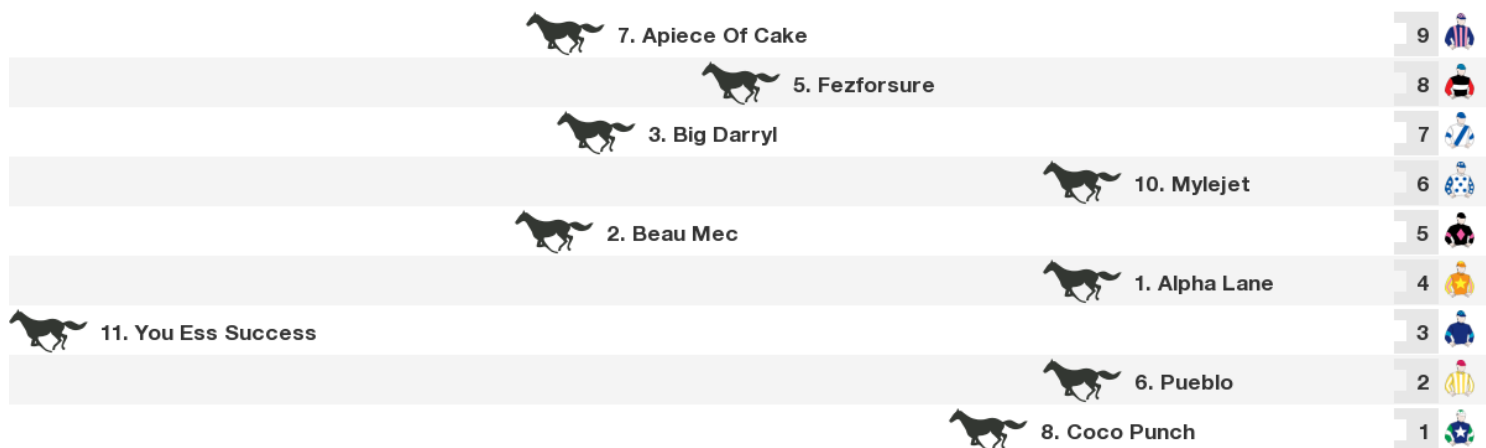 7. Apiece Of Cake 9
5. Fezforsure 8
3. Big Darryl 7
10. Mylejet 6
2. Beau Mec 5
1. Alpha Lane 4
11. You Ess Success 3
6. Pueblo 2
8. Coco Punch 1